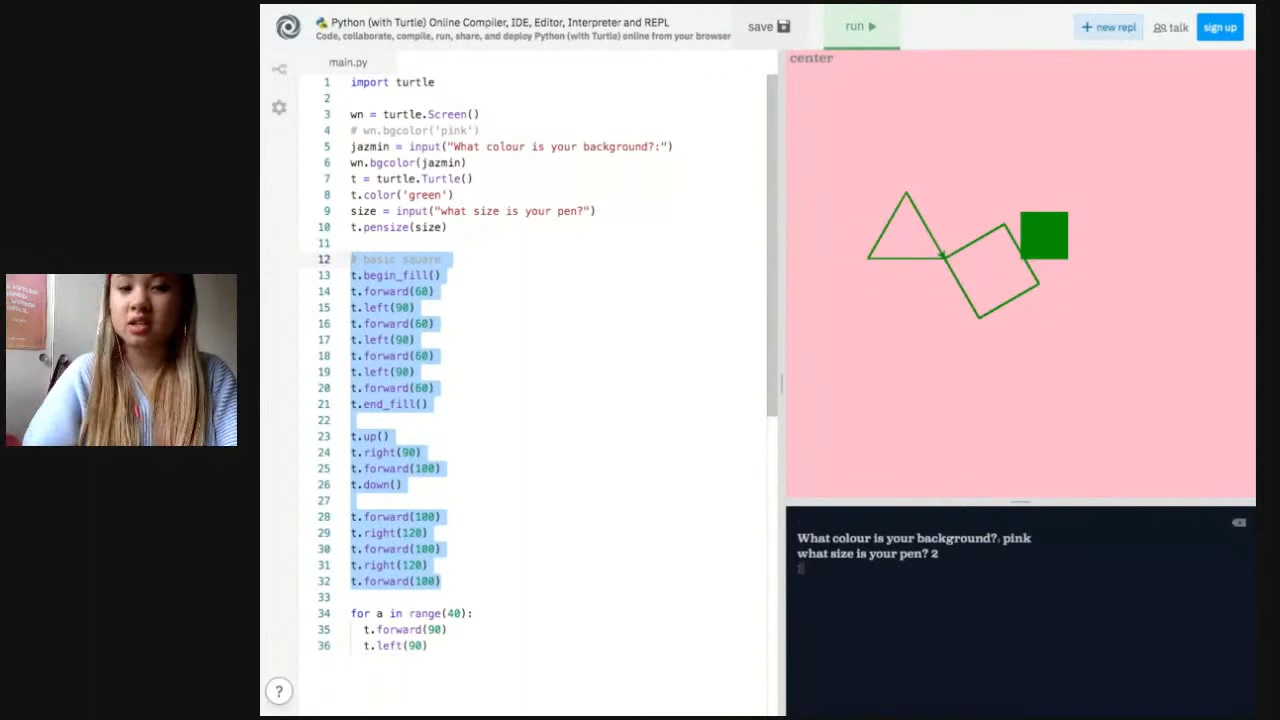 Python (with Turtle) Online Compiler, IDE, Editor, Interpreter and REPL
Code, collaborate, compile, run, share, and deploy Python (with Turtle) online from your browser
save
run
+ new repl
talk
sign up
main.py
center
1 import turtle
2
3 wn = turtle.Screen()
4 # wn.bgcolor('pink')
5 jazmin = input("What colour is your background?:")
6 wn.bgcolor(jazmin)
7 t = turtle.Turtle()
8 t.color('green')
9 size = input("what size is your pen?")
10 t.pensize(size)
11
12 # basic square
13 t.begin_fill()
14 t.forward(60)
15 t.left(90)
16 t.forward(60)
17 t.left(90)
18 t.forward(60)
19 t.left(90)
20 t.forward(60)
21 t.end_fill()
22
23 t.up()
24 t.right(90)
25 t.forward(100)
26 t.down()
27
28 t.forward(100)
29 t.right(120)
30 t.forward(100)
31 t.right(120)
32 t.forward(100)
33
34 for a in range(40):
35 t.forward(90)
36 t.left(90)
What colour is your background?: pink
what size is your pen? 2
?